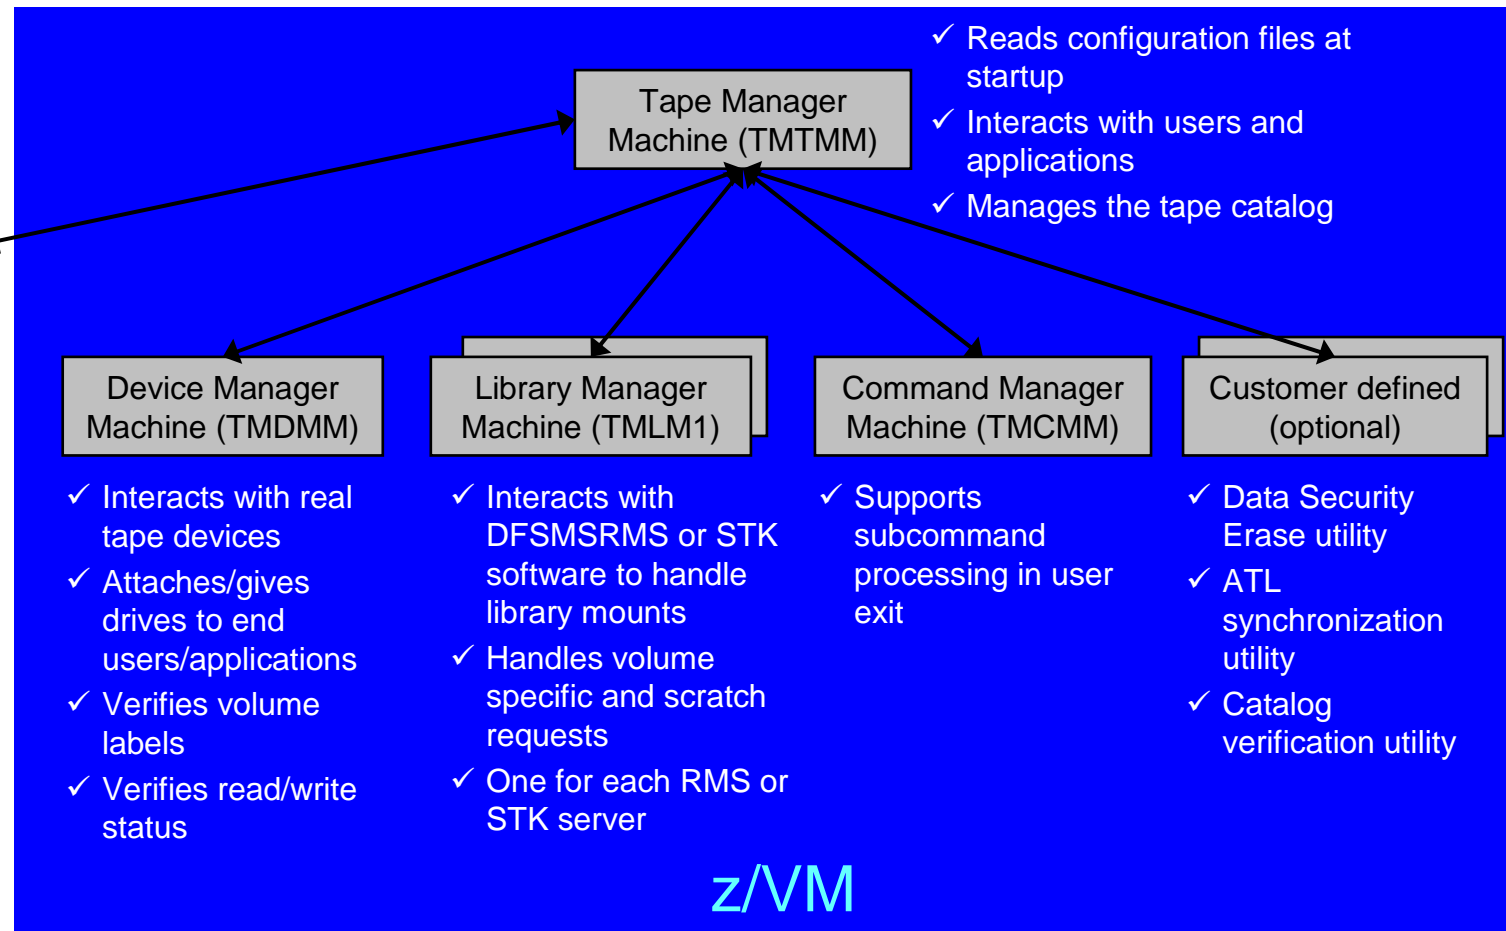 Tape Manager
Machine (TMTMM)
Reads configuration files at
startup
Interacts with users and
applications
Manages the tape catalog
Device Manager
Machine (TMDMM)
Interacts with real
tape devices
Attaches/gives
drives to end
users/applications
Verifies volume
labels
Verifies read/write
status
Library Manager
Machine (TMLM1)
Interacts with
DFSMSRMS or STK
software to handle
library mounts
Handles volume
specific and scratch
requests
One for each RMS or
STK server
Command Manager
Machine (TMCMM)
Supports
subcommand
processing in user
exit
Customer defined
(optional)
Data Security
Erase utility
ATL
synchronization
utility
Catalog
verification utility
z/VM